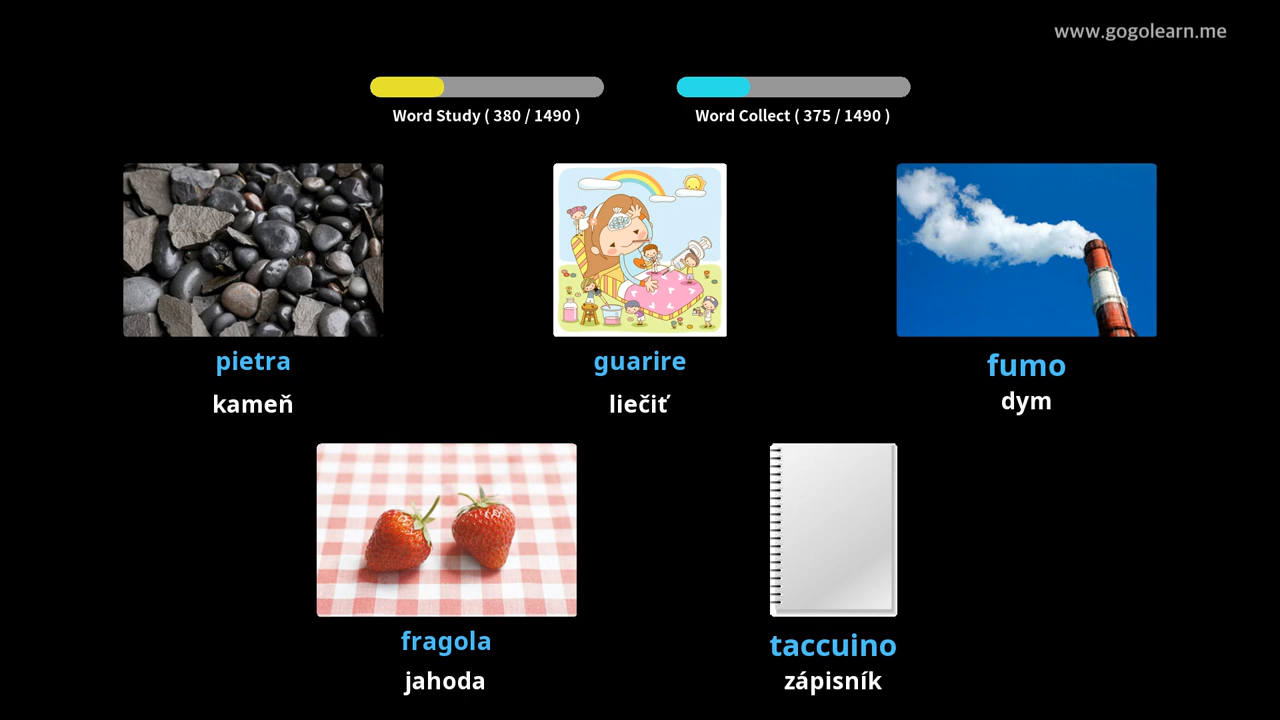 www.gogolearn.me
Word Study ( 380 / 1490 )
Word Collect ( 375 / 1490 )
pietra
kameň
guarire
liečiť
fumo
dym
fragola
jahoda
taccuino
zápisník